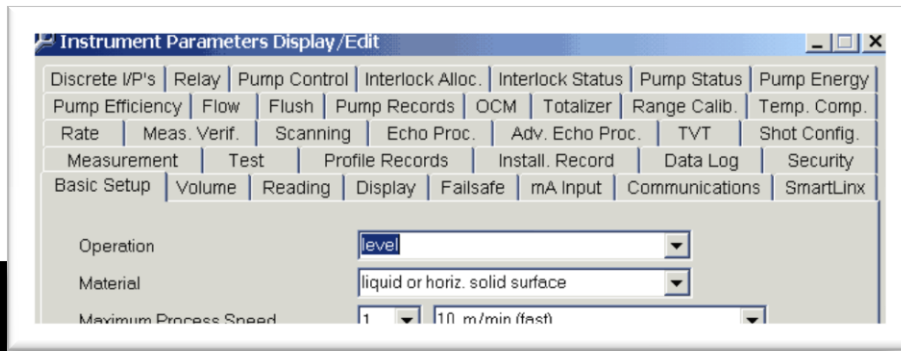 Instrument Parameters Display/Edit
Discrete I/P's Relay Pump Control Interlock Alloc. Interlock Status Pump Status Pump Energy
Pump Efficiency Flow Flush Pump Records OCM Totalizer Range Calib. Temp. Comp.
Rate Meas. Verif. Scanning Echo Proc. Adv. Echo Proc. TVT Shot Config.
Measurement Test Profile Records Install. Record Data Log Security
Basic Setup Volume Reading Display Failsafe mA Input Communications SmartLinx
Operation level
Material liquid or horiz. solid surface
Maximum Process Speed 1 10 m/min (fast)